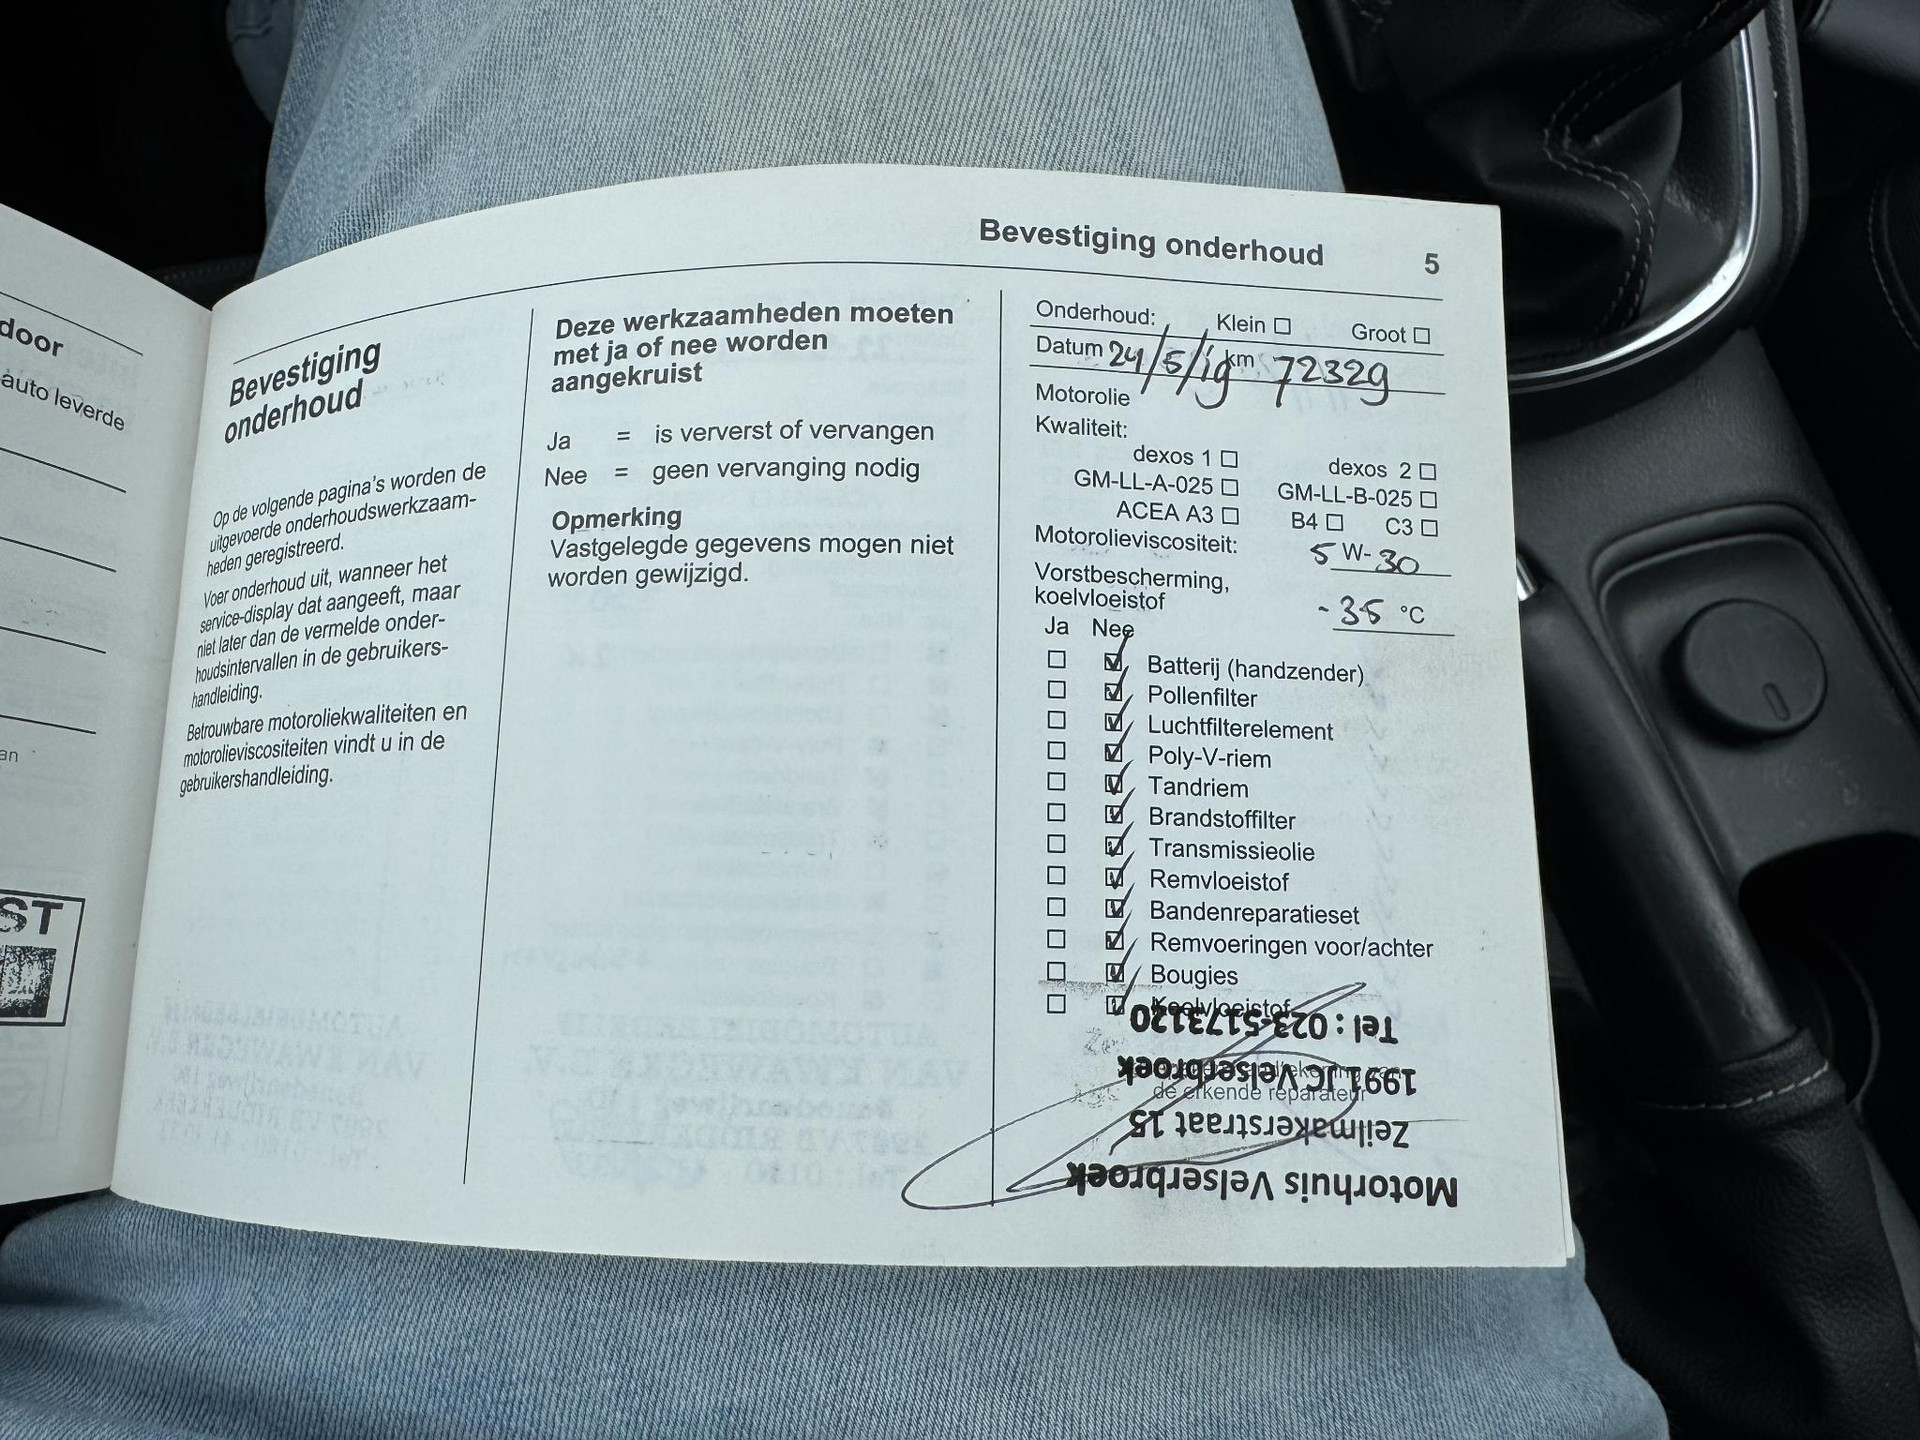 door
auto leverde
an
ST
Bevestiging onderhoud 5
Bevestiging
onderhoud
Op de volgende pagina's worden de
uitgevoerde onderhoudswerkzaam-
heden geregistreerd.
Voer onderhoud uit, wanneer het
service-display dat aangeeft, maar
niet later dan de vermelde onder-
houdsintervallen in de gebruikers-
handleiding.
Betrouwbare motoroliekwaliteiten en
motorolieviscositeiten vindt u in de
gebruikershandleiding.
Deze werkzaamheden moeten
met ja of nee worden
aangekruist
Ja = is ververst of vervangen
Nee = geen vervanging nodig
Opmerking
Vastgelegde gegevens mogen niet
worden gewijzigd.
Onderhoud: Klein ☐ Groot ☐
Datum 24/5/19 km 72329
Motorolie
Kwaliteit:
dexos 1 ☐ dexos 2 ☐
GM-LL-A-025 ☐ GM-LL-B-025 ☐
ACEA A3 ☐ B4 ☐ C3 ☐
Motorolieviscositeit: 5 W-30
Vorstbescherming,
koelvloeistof -35 °C
Ja Nee
☐ ☑ Batterij (handzender)
☐ ☑ Pollenfilter
☐ ☑ Luchtfilterelement
☐ ☑ Poly-V-riem
☐ ☑ Tandriem
☐ ☑ Brandstoffilter
☐ ☑ Transmissieolie
☐ ☑ Remvloeistof
☐ ☑ Bandenreparatieset
☐ ☑ Remvoeringen voor/achter
☐ ☑ Bougies
☐ ☑ Koelvloeistof
de erkende reparateur
Motorhuis Velserbroek
Zeilmakerstraat 15
1991 JC Velserbroek
Tel : 023-5173120